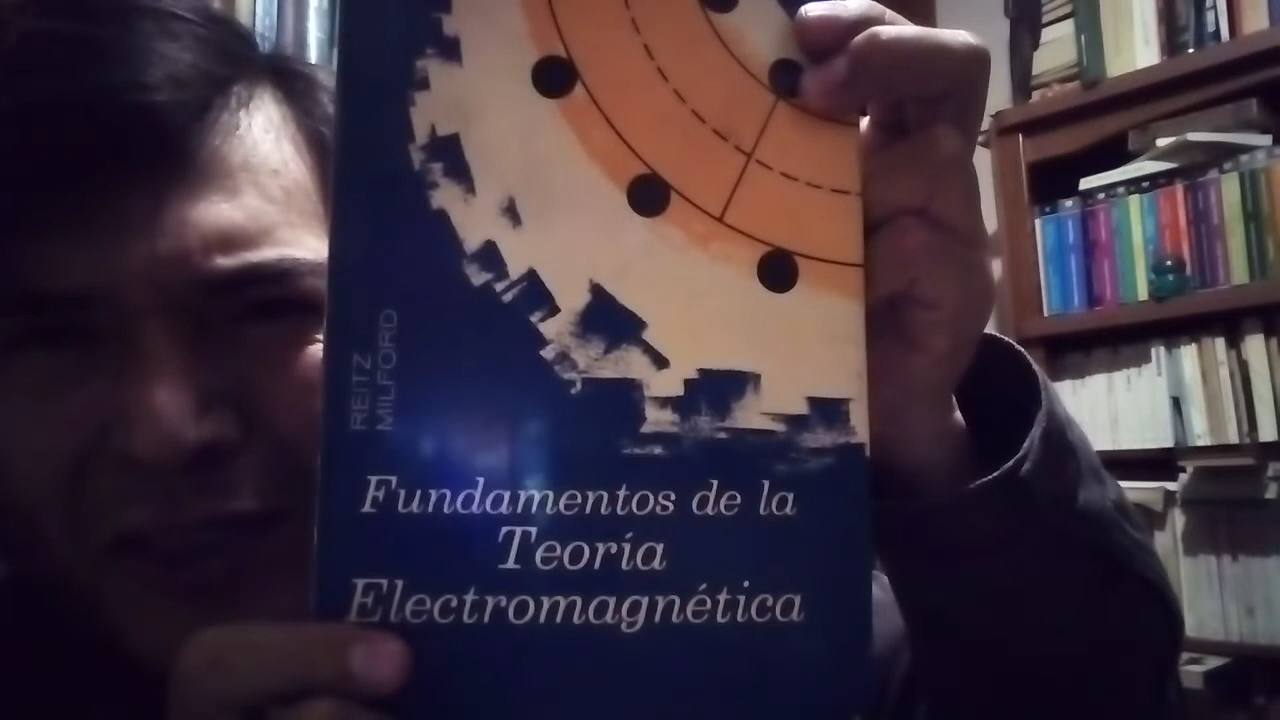 REITZ
MILFORD
Fundamentos de la
Teoría
Electromagnética